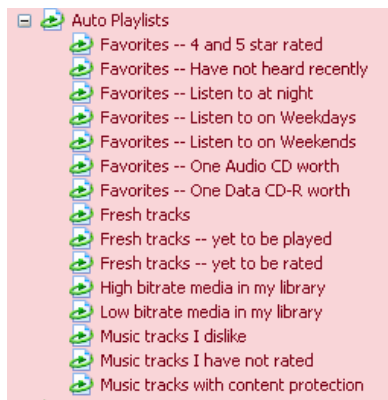 Auto Playlists
Favorites -- 4 and 5 star rated
Favorites -- Have not heard recently
Favorites -- Listen to at night
Favorites -- Listen to on Weekdays
Favorites -- Listen to on Weekends
Favorites -- One Audio CD worth
Favorites -- One Data CD-R worth
Fresh tracks
Fresh tracks -- yet to be played
Fresh tracks -- yet to be rated
High bitrate media in my library
Low bitrate media in my library
Music tracks I dislike
Music tracks I have not rated
Music tracks with content protection